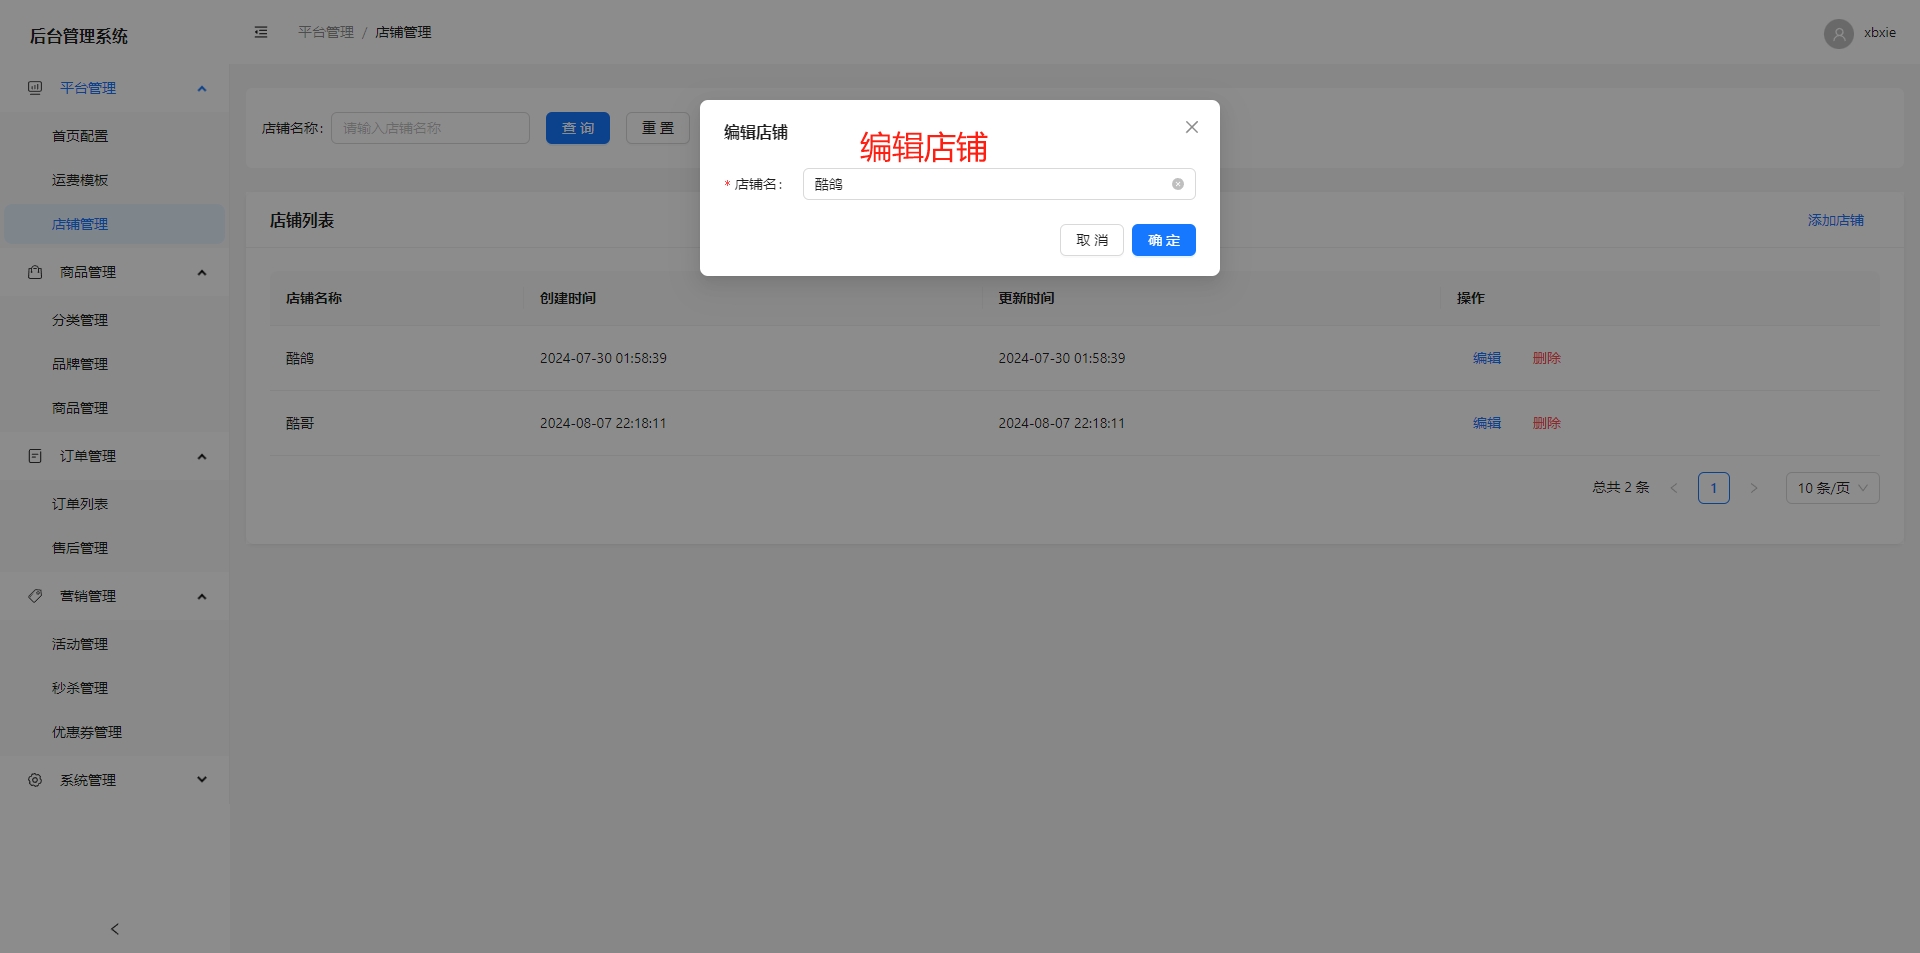 后台管理系统
平台管理 / 店铺管理
xbxie
平台管理
首页配置
运费模板
店铺管理
商品管理
分类管理
品牌管理
商品管理
订单管理
订单列表
售后管理
营销管理
活动管理
秒杀管理
优惠券管理
系统管理
店铺名称: 请输入店铺名称 查 询 重 置
编辑店铺
编辑店铺
* 店铺名: 酷鸽
取 消 确 定
店铺列表 添加店铺
店铺名称 创建时间 更新时间 操作
酷鸽 2024-07-30 01:58:39 2024-07-30 01:58:39 编辑 删除
酷哥 2024-08-07 22:18:11 2024-08-07 22:18:11 编辑 删除
总共 2 条 < 1 > 10 条/页